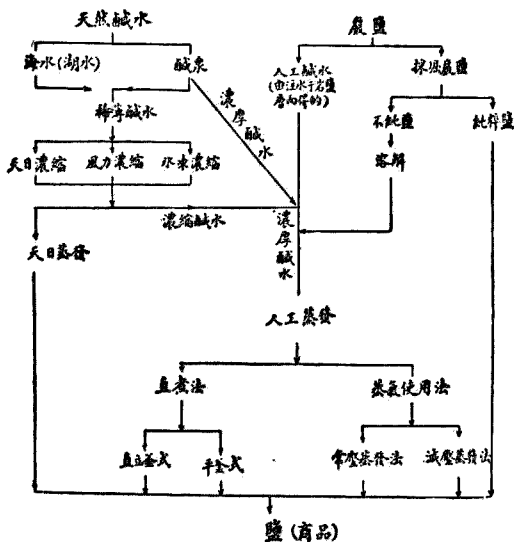 天然鹹水
巖鹽
海水(湖水)
鹹泉
人工鹹水
(由注水于岩鹽
層而得的)
採掘巖鹽
稀薄鹹水
濃厚鹹水
不純鹽
純粹鹽
溶解
天日濃縮
風力濃縮
氷凍濃縮
濃缩鹹水
濃厚鹹水
天日蒸發
人工蒸發
直煮法
蒸氣使用法
直立釜式
平釜式
常壓蒸發法
減壓蒸發法
鹽(商品)